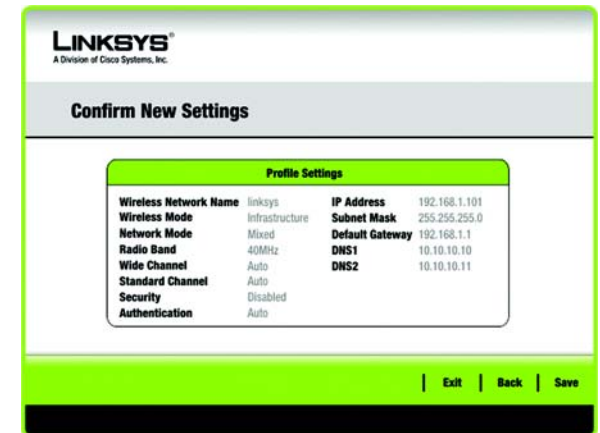 LINKSYS®
A Division of Cisco Systems, Inc.
Confirm New Settings
Profile Settings
Wireless Network Name linksys IP Address 192.168.1.101
Wireless Mode Infrastructure Subnet Mask 255.255.255.0
Network Mode Mixed Default Gateway 192.168.1.1
Radio Band 40MHz DNS1 10.10.10.10
Wide Channel Auto DNS2 10.10.10.11
Standard Channel Auto
Security Disabled
Authentication Auto
Exit | Back | Save